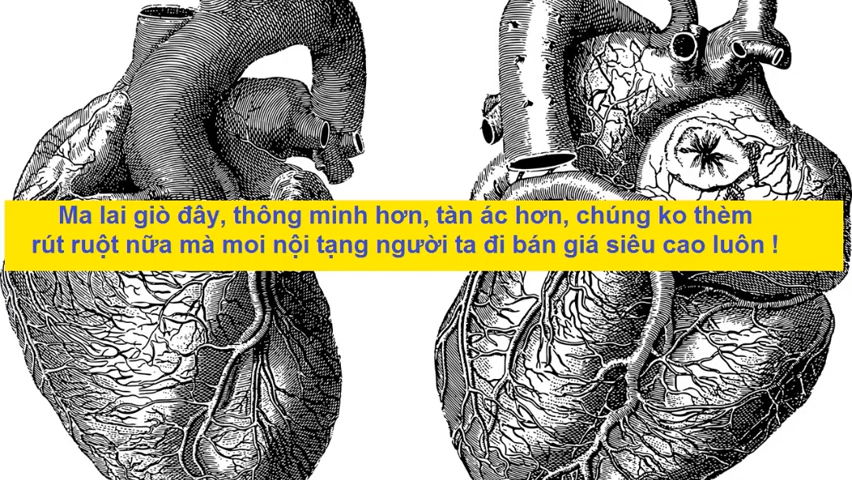 Ma lai giò đây, thông minh hơn, tàn ác hơn, chúng ko thèm
rút ruột nữa mà moi nội tạng người ta đi bán giá siêu cao luôn !